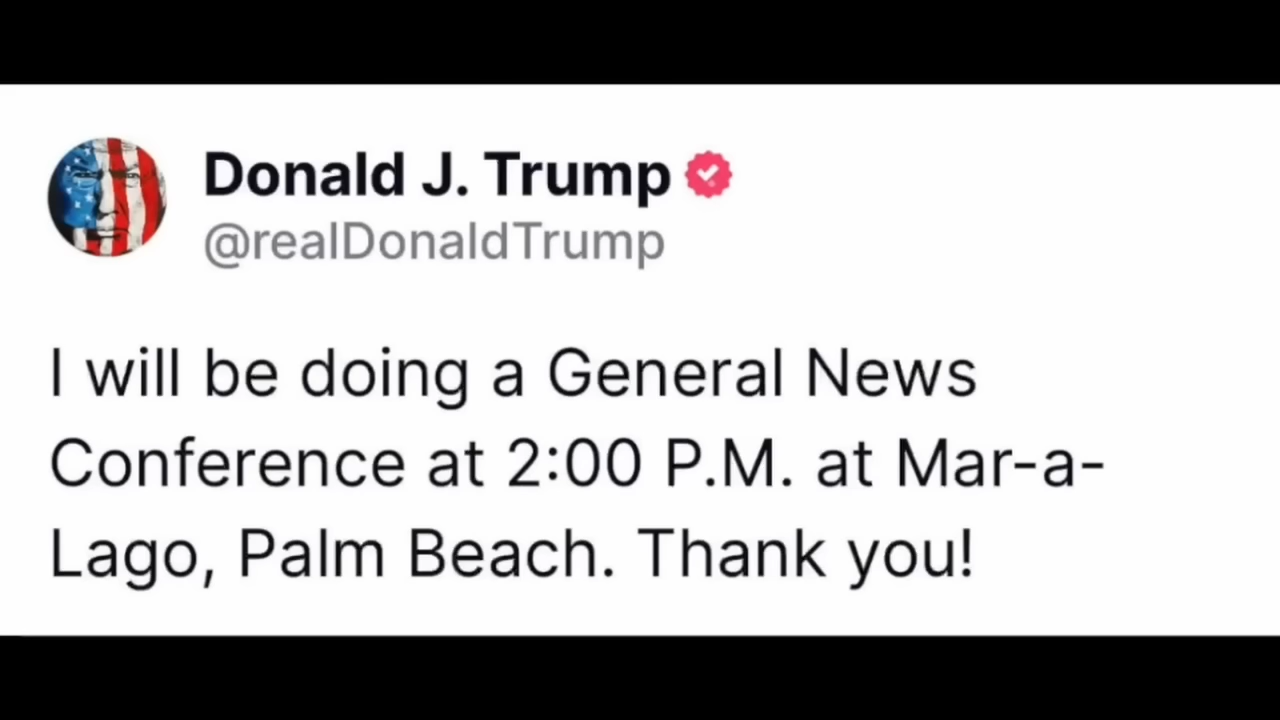 Donald J. Trump
@realDonaldTrump
I will be doing a General News
Conference at 2:00 P.M. at Mar-a-
Lago, Palm Beach. Thank you!